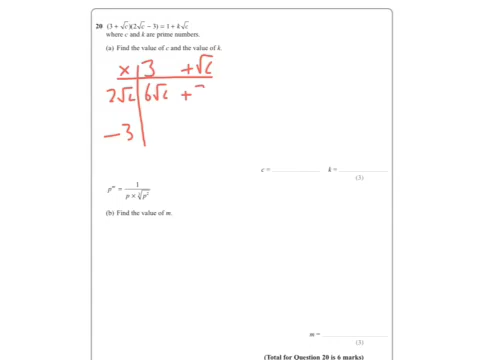 20 (3 + √c)(2√c − 3) = 1 + k√c
where c and k are prime numbers.
(a) Find the value of c and the value of k.
× 3 + √c
2√c 6√c +
− 3
c = k =
(3)
p^m = 1 / (p × ∛p²)
(b) Find the value of m.
m =
(3)
(Total for Question 20 is 6 marks)